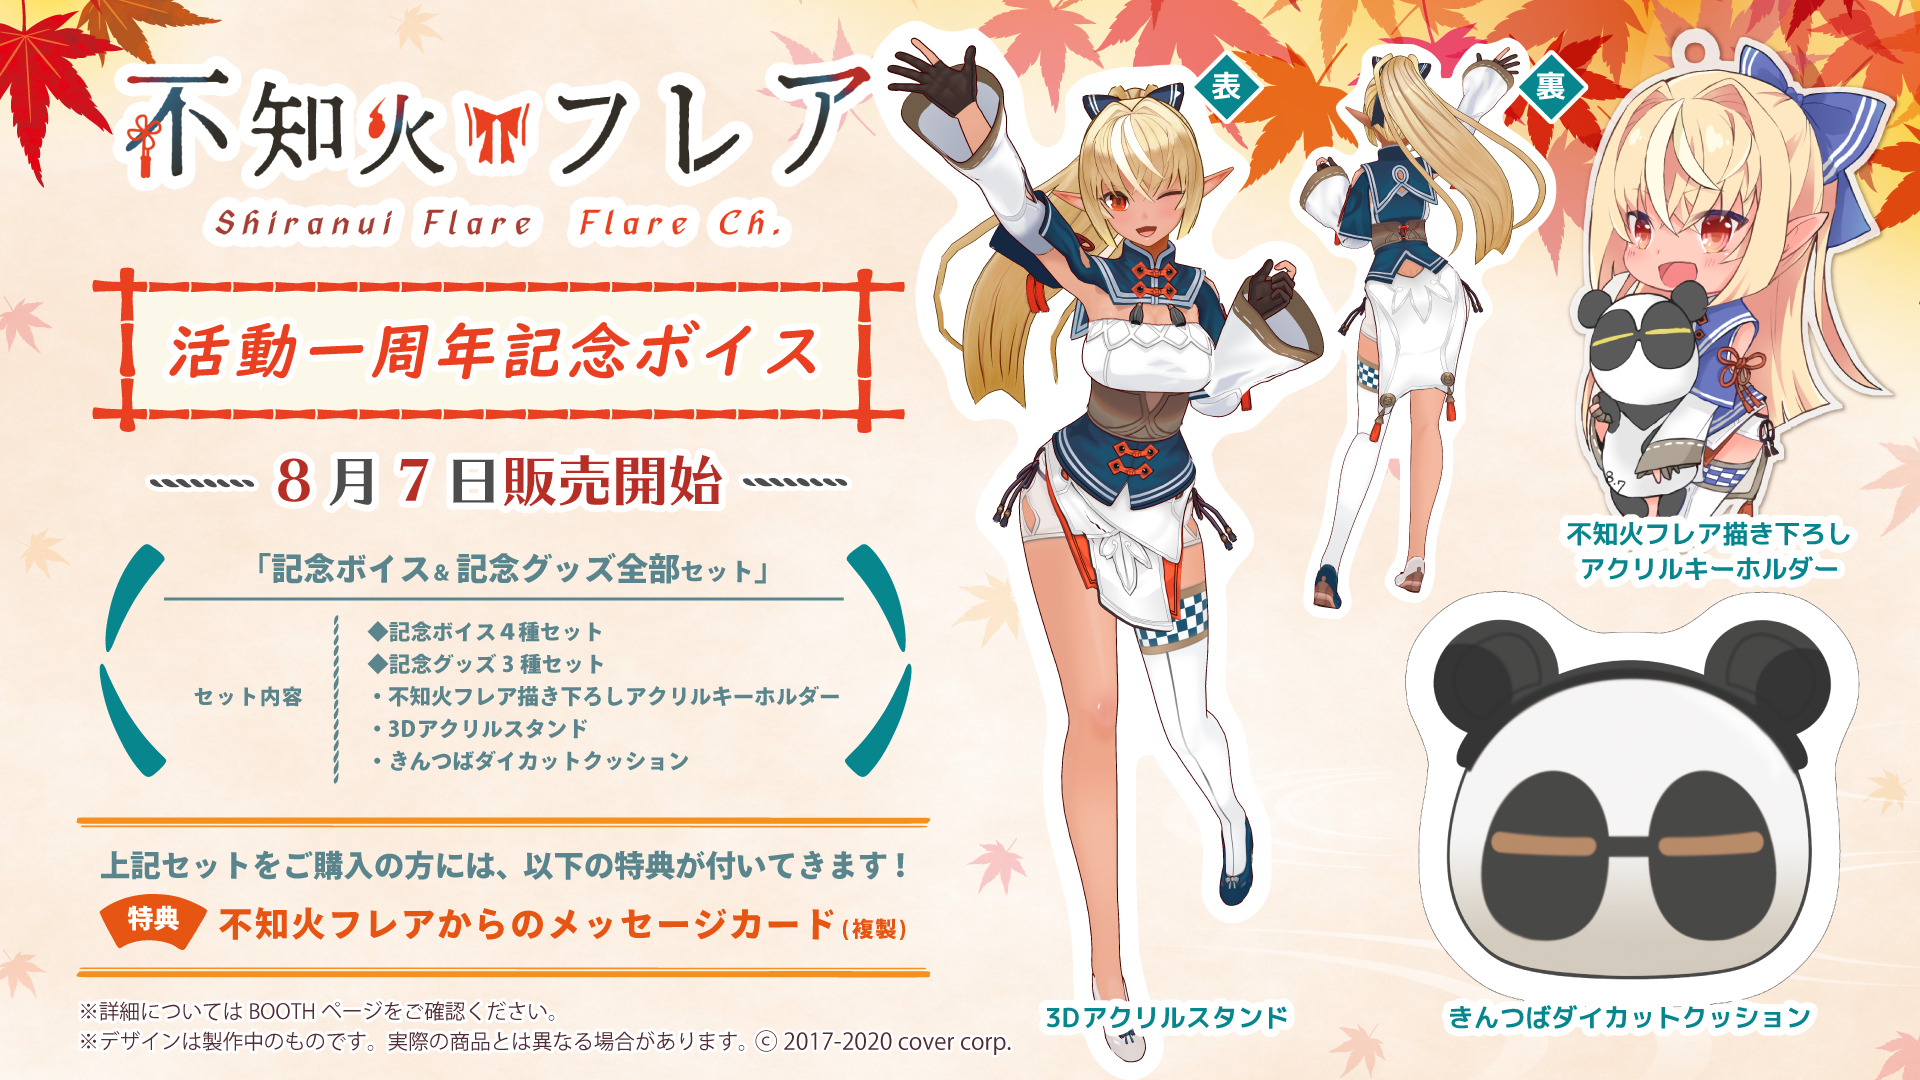 不知火フレア
Shiranui Flare Flare Ch.
活動一周年記念ボイス
8月7日販売開始
「記念ボイス&記念グッズ全部セット」
セット内容
◆記念ボイス4種セット
◆記念グッズ3種セット
・不知火フレア描き下ろしアクリルキーホルダー
・3Dアクリルスタンド
・きんつばダイカットクッション
上記セットをご購入の方には、以下の特典が付いてきます!
特典 不知火フレアからのメッセージカード(複製)
※詳細についてはBOOTHページをご確認ください。
※デザインは製作中のものです。実際の商品とは異なる場合があります。© 2017-2020 cover corp.
表
裏
3Dアクリルスタンド
8.7
不知火フレア描き下ろし
アクリルキーホルダー
きんつばダイカットクッション